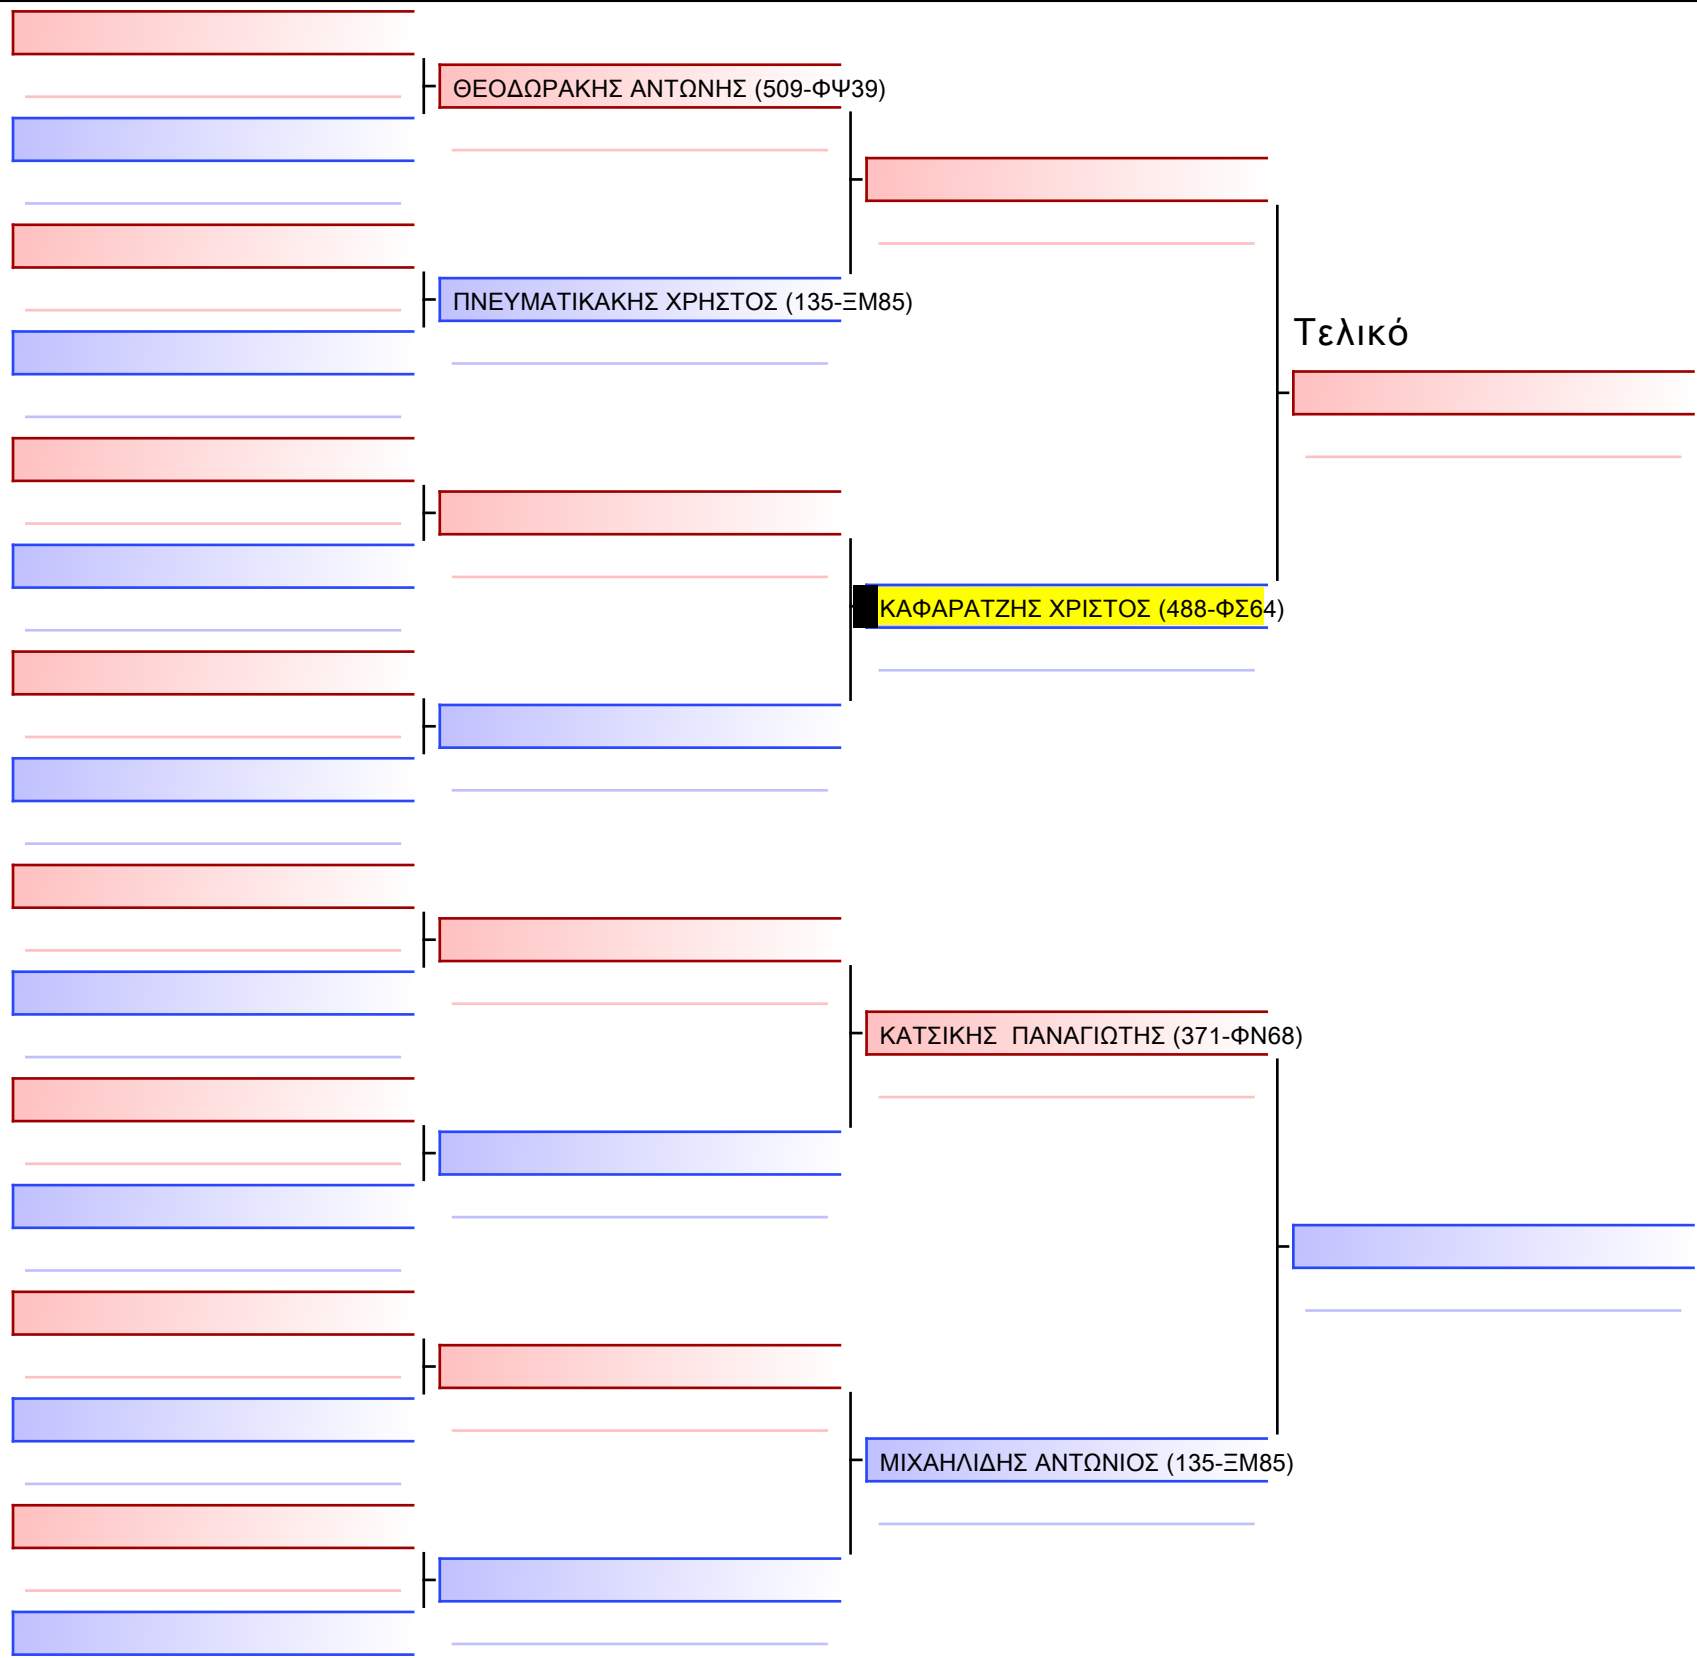 ΘΕΟΔΩΡΑΚΗΣ ΑΝΤΩΝΗΣ (509-ΦΨ39)
ΠΝΕΥΜΑΤΙΚΑΚΗΣ ΧΡΗΣΤΟΣ (135-ΞΜ85)
Τελικό
ΚΑΦΑΡΑΤΖΗΣ ΧΡΙΣΤΟΣ (488-ΦΣ64)
ΚΑΤΣΙΚΗΣ  ΠΑΝΑΓΙΩΤΗΣ (371-ΦΝ68)
ΜΙΧΑΗΛΙΔΗΣ ΑΝΤΩΝΙΟΣ (135-ΞΜ85)